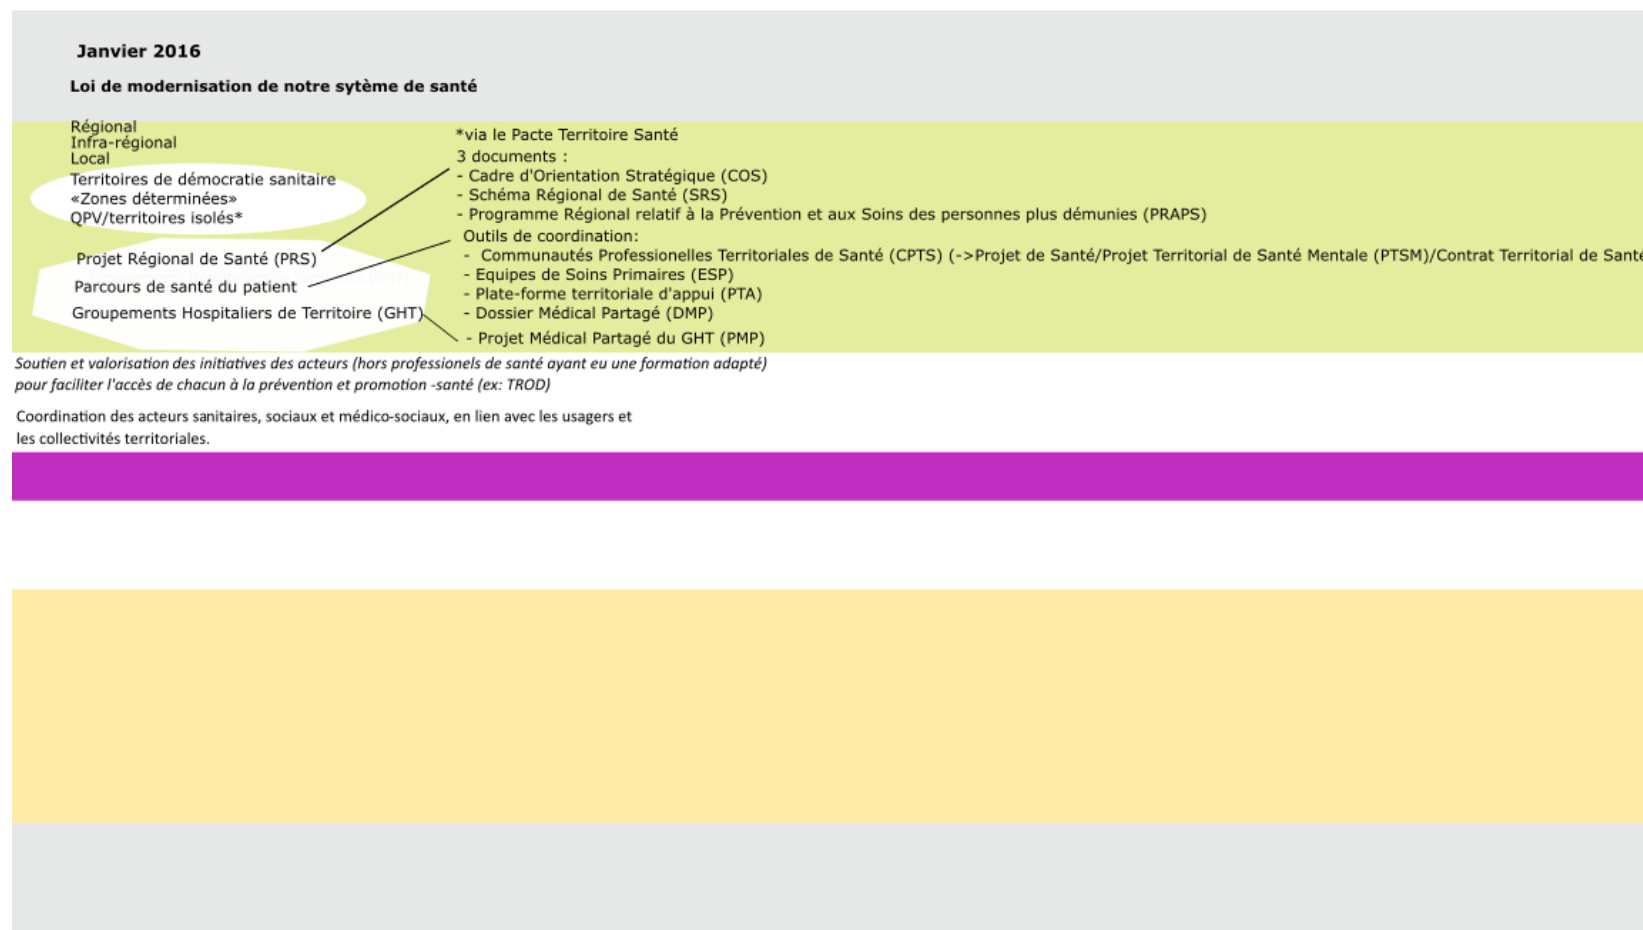 Janvier 2016
Loi de modernisation de notre sytème de santé
Régional
Infra-régional
Local
Territoires de démocratie sanitaire
«Zones déterminées»
QPV/territoires isolés*
Projet Régional de Santé (PRS)
Parcours de santé du patient
Groupements Hospitaliers de Territoire (GHT)
*via le Pacte Territoire Santé
3 documents :
- Cadre d'Orientation Stratégique (COS)
- Schéma Régional de Santé (SRS)
- Programme Régional relatif à la Prévention et aux Soins des personnes plus démunies (PRAPS)
Outils de coordination:
- Communautés Professionelles Territoriales de Santé (CPTS) (->Projet de Santé/Projet Territorial de Santé Mentale (PTSM)/Contrat Territorial de Santé
- Equipes de Soins Primaires (ESP)
- Plate-forme territoriale d'appui (PTA)
- Dossier Médical Partagé (DMP)
- Projet Médical Partagé du GHT (PMP)
Soutien et valorisation des initiatives des acteurs (hors professionels de santé ayant eu une formation adapté)
pour faciliter l'accès de chacun à la prévention et promotion -santé (ex: TROD)
Coordination des acteurs sanitaires, sociaux et médico-sociaux, en lien avec les usagers et
les collectivités territoriales.